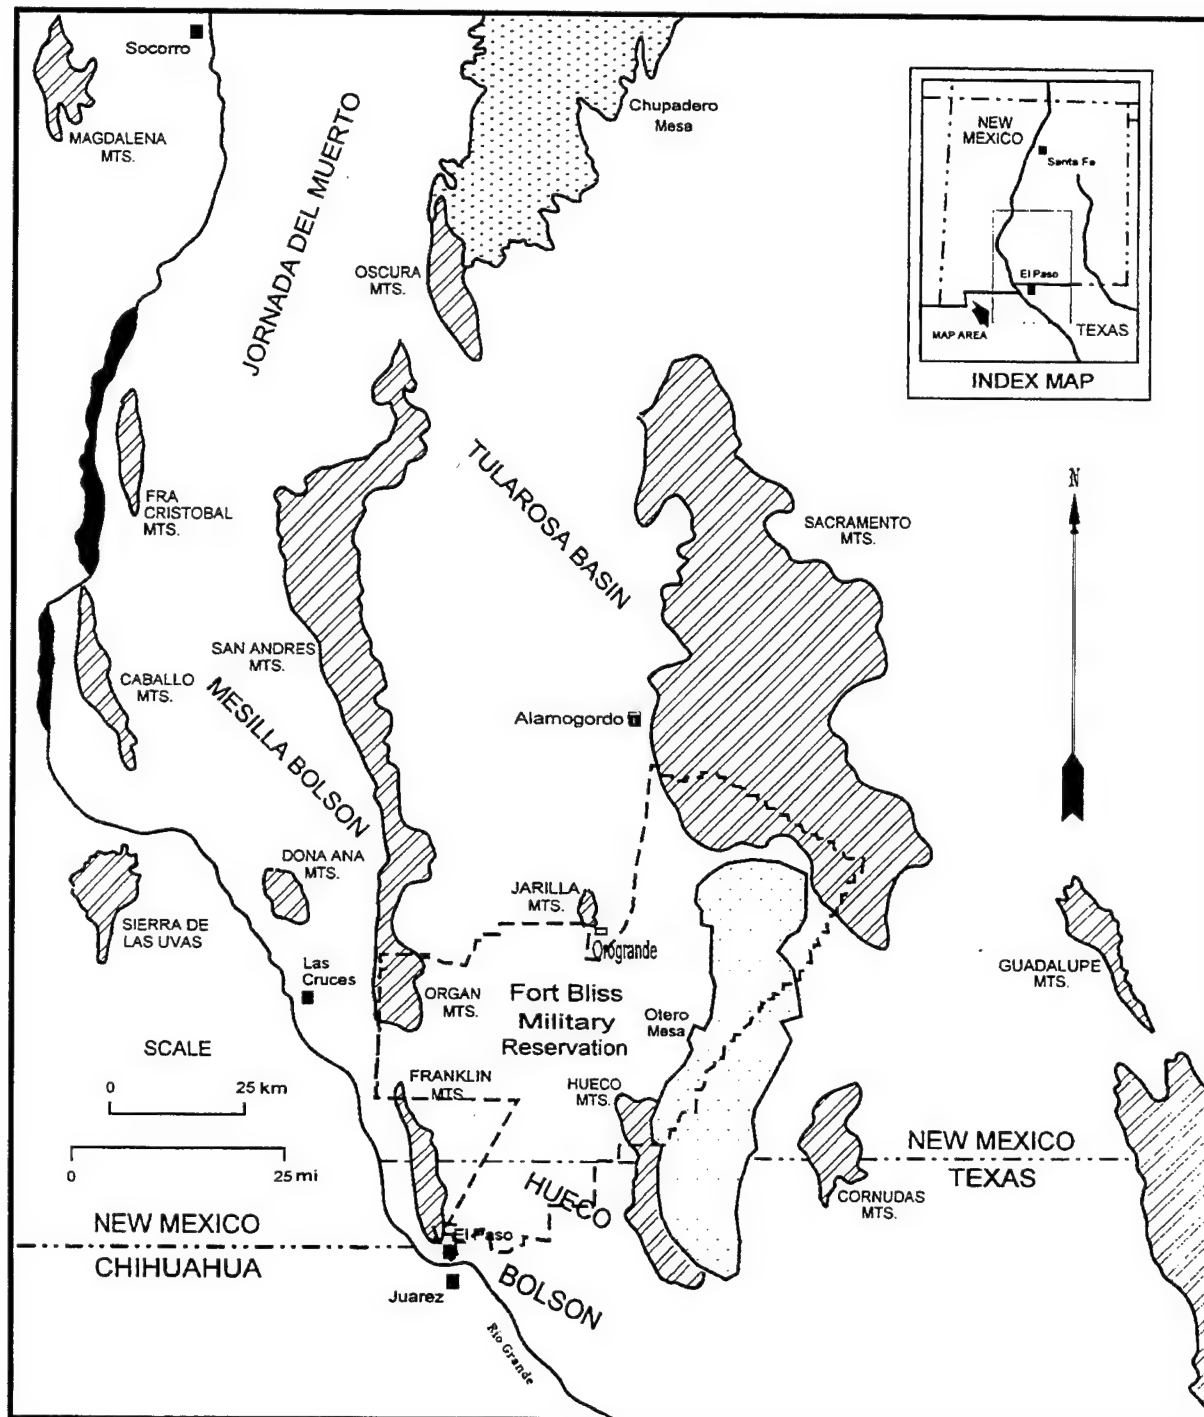 Socorro
MAGDALENA
MTS.
Chupadero
Mesa
JORNADA DEL MUERTO
OSCURA
MTS.
NEW
MEXICO
Santa Fe
El Paso
MAP AREA
TEXAS
INDEX MAP
N
FRA
CRISTOBAL
MTS.
TULAROSA BASIN
SACRAMENTO
MTS.
SAN ANDRES
MTS.
CABALLO
MTS.
MESILLA BOLSON
Alamogordo
DONA ANA
MTS.
JARILLA
MTS.
SIERRA DE
LAS UVAS
Orogrande
Las
Cruces
ORGAN
MTS.
Fort Bliss
Military
Reservation
Otero
Mesa
GUADALUPE
MTS.
SCALE
0 25 km
0 25 mi
FRANKLIN
MTS.
HUECO
MTS.
NEW MEXICO
TEXAS
CORNUDAS
MTS.
HUECO
BOLSON
NEW MEXICO
CHIHUAHUA
El Paso
Juarez
Rio Grande